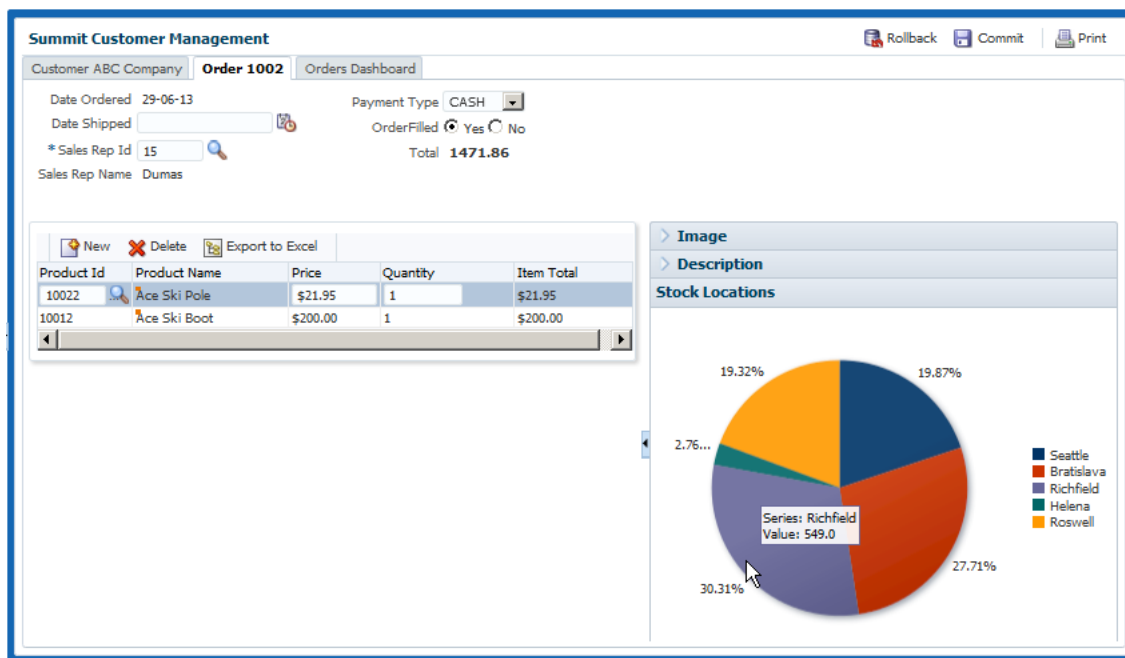 Summit Customer Management
Rollback Commit Print
Customer ABC Company Order 1002 Orders Dashboard
Date Ordered 29-06-13
Payment Type CASH
Date Shipped
OrderFilled Yes No
* Sales Rep Id 15
Total 1471.86
Sales Rep Name Dumas
New Delete Export to Excel
Product Id Product Name Price Quantity Item Total
10022 Ace Ski Pole $21.95 1 $21.95
10012 Ace Ski Boot $200.00 1 $200.00
Image
Description
Stock Locations
19.32%
19.87%
2.76...
30.31%
27.71%
Series: Richfield
Value: 549.0
Seattle
Bratislava
Richfield
Helena
Roswell